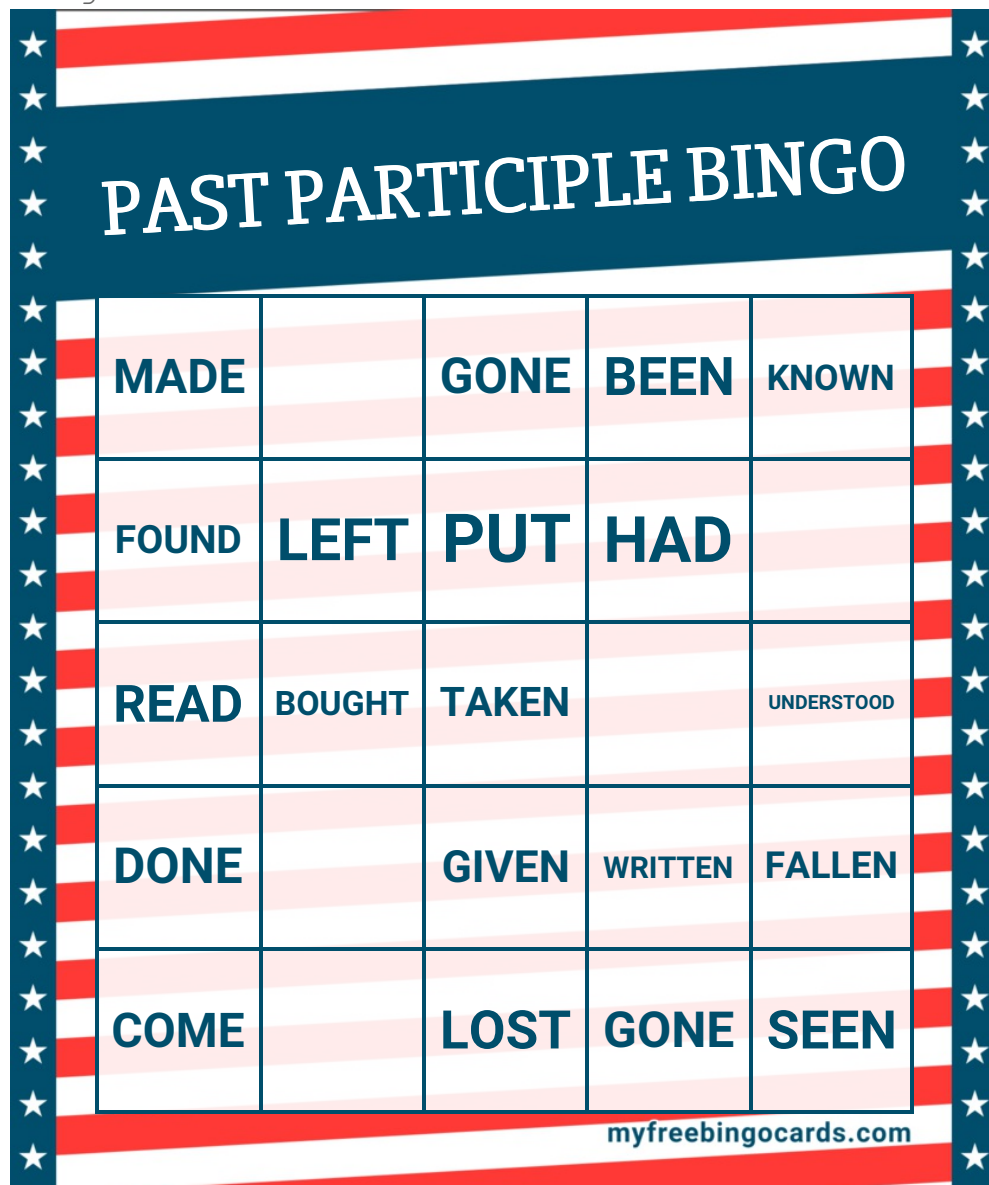 PAST PARTICIPLE BINGO
MADE GONE BEEN KNOWN
FOUND LEFT PUT HAD
READ BOUGHT TAKEN UNDERSTOOD
DONE GIVEN WRITTEN FALLEN
COME LOST GONE SEEN
myfreebingocards.com